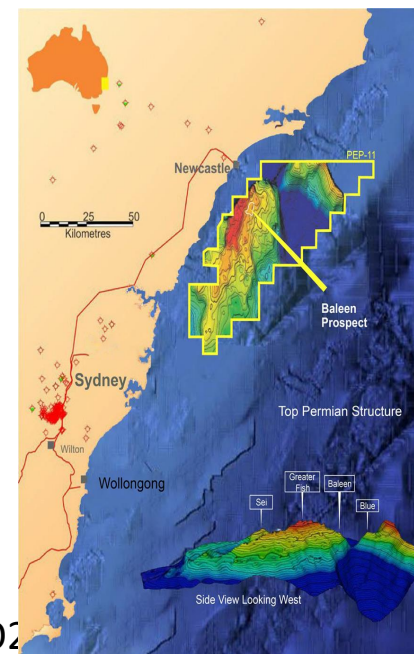 PEP-11
Newcastle
0 25 50
Kilometres
Baleen
Prospect
Sydney
Top Permian Structure
Wilton
Wollongong
Greater
Fish
Sei
Baleen
Blue
Side View Looking West
02